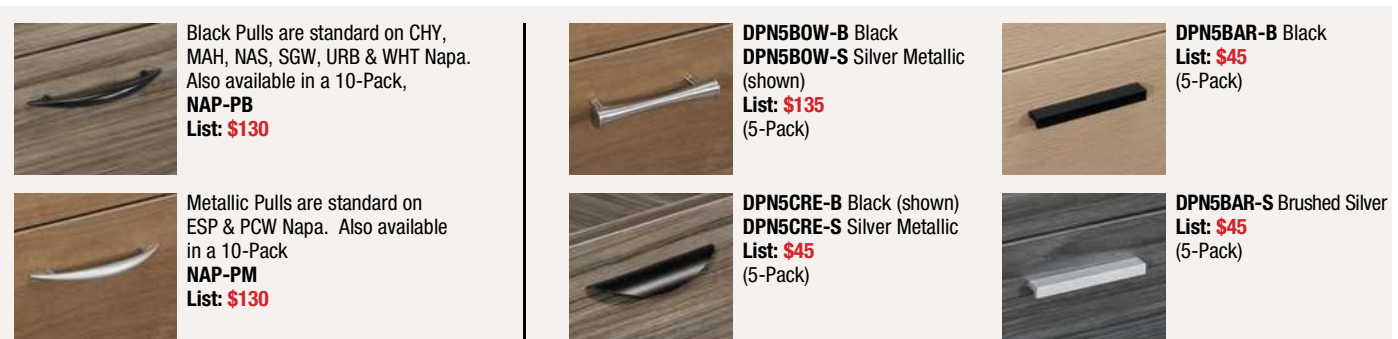 Black Pulls are standard on CHY,
MAH, NAS, SGW, URB & WHT Napa.
Also available in a 10-Pack,
NAP-PB
List: $130
Metallic Pulls are standard on
ESP & PCW Napa. Also available
in a 10-Pack
NAP-PM
List: $130
DPN5BOW-B Black
DPN5BOW-S Silver Metallic
(shown)
List: $135
(5-Pack)
DPN5CRE-B Black (shown)
DPN5CRE-S Silver Metallic
List: $45
(5-Pack)
DPN5BAR-B Black
List: $45
(5-Pack)
DPN5BAR-S Brushed Silver
List: $45
(5-Pack)